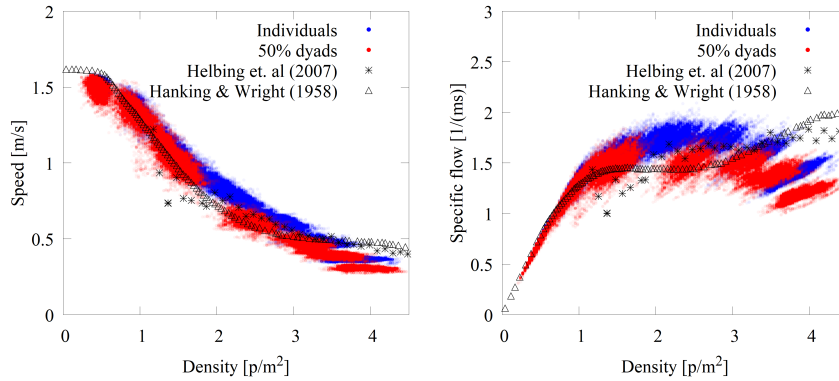 Individuals
50% dyads
Helbing et. al (2007)
Hanking & Wright (1958)
Speed [m/s]
2
1.5
1
0.5
0
0 1 2 3 4
Density [p/m²]
Individuals
50% dyads
Helbing et. al (2007)
Hanking & Wright (1958)
Specific flow [1/(ms)]
3
2.5
2
1.5
1
0.5
0
0 1 2 3 4
Density [p/m²]